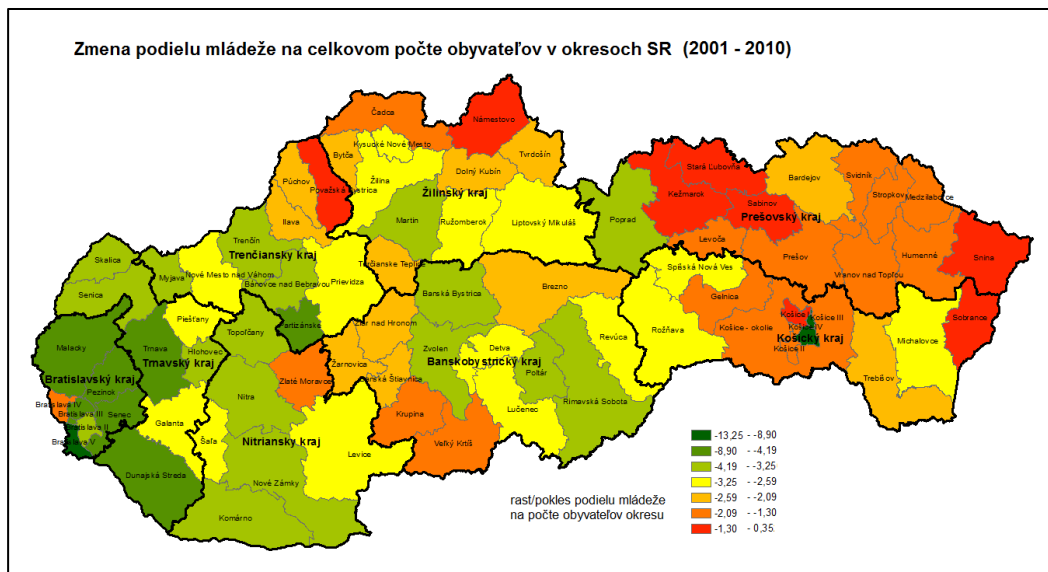 Zmena podielu mládeže na celkovom počte obyvateľov v okresoch SR (2001 - 2010)
Čadca
Námestovo
Kysucké Nové Mesto
Bytča
Tvrdošín
Dolný Kubín
Púchov
Považská Bystrica
Žilina
Žilinský kraj
Ilava
Martin
Ružomberok
Liptovský Mikuláš
Poprad
Stará Ľubovňa
Kežmarok
Sabinov
Prešovský kraj
Bardejov
Svidník
Stropkov
Medzilaborce
Levoča
Prešov
Humenné
Snina
Vranov nad Topľou
Skalica
Senica
Myjava
Trenčín
Trenčiansky kraj
Nové Mesto nad Váhom
Bánovce nad Bebravou
Prievidza
Turčianske Teplice
Banská Bystrica
Brezno
Spišská Nová Ves
Gelnica
Rožňava
Revúca
Košice - okolie
Košice III
Košice IV
Košice II
Košický kraj
Michalovce
Sobrance
Trebišov
Piešťany
Topoľčany
Partizánske
Žiar nad Hronom
Zvolen
Detva
Banskobystrický kraj
Poltár
Rimavská Sobota
Malacky
Trnava
Trnavský kraj
Hlohovec
Zlaté Moravce
Žarnovica
Banská Štiavnica
Bratislavský kraj
Pezinok
Senec
Bratislava IV
Bratislava III
Bratislava II
Bratislava V
Galanta
Šaľa
Nitra
Nitriansky kraj
Levice
Krupina
Veľký Krtíš
Lučenec
Dunajská Streda
Nové Zámky
Komárno
rast/pokles podielu mládeže
na počte obyvateľov okresu
-13,25 - -8,90
-8,90 - -4,19
-4,19 - -3,25
-3,25 - -2,59
-2,59 - -2,09
-2,09 - -1,30
-1,30 - 0,35